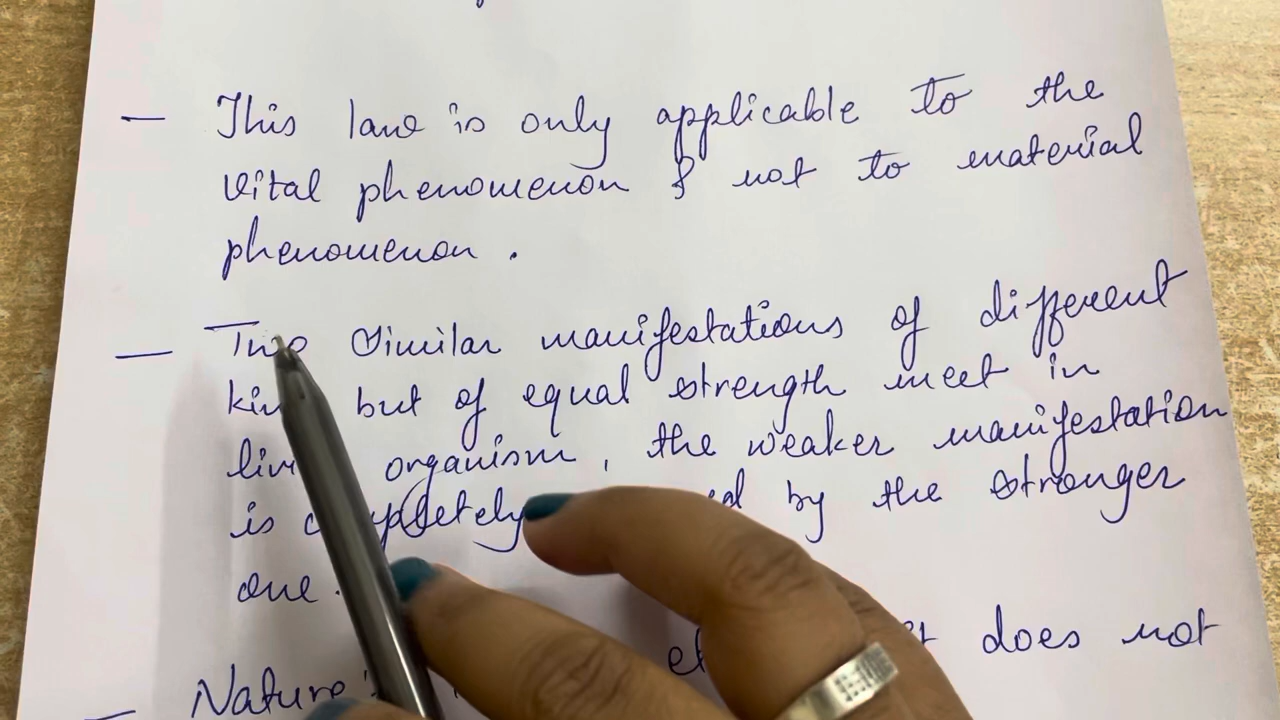 — This law is only applicable to the
vital phenomenon & not to material
phenomenon.
— Two similar manifestations of different
but of equal strength meet in
organism, the weaker manifestation
is completely by the stronger
one.
— does not